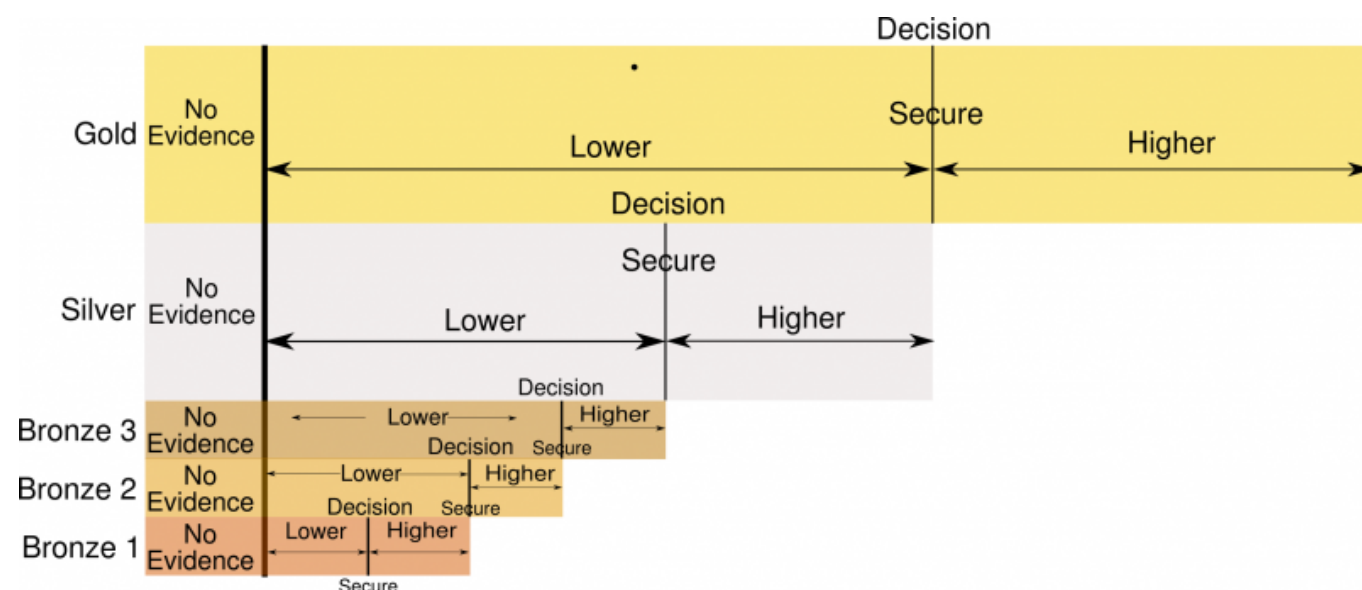 Decision
No
Evidence
Gold
Secure
Lower
Higher
Decision
No
Evidence
Silver
Secure
Lower
Higher
Decision
Bronze 3
No
Evidence
Lower
Higher
Decision
Secure
Bronze 2
No
Evidence
Lower
Higher
Decision
Secure
Bronze 1
No
Evidence
Lower
Higher
Secure